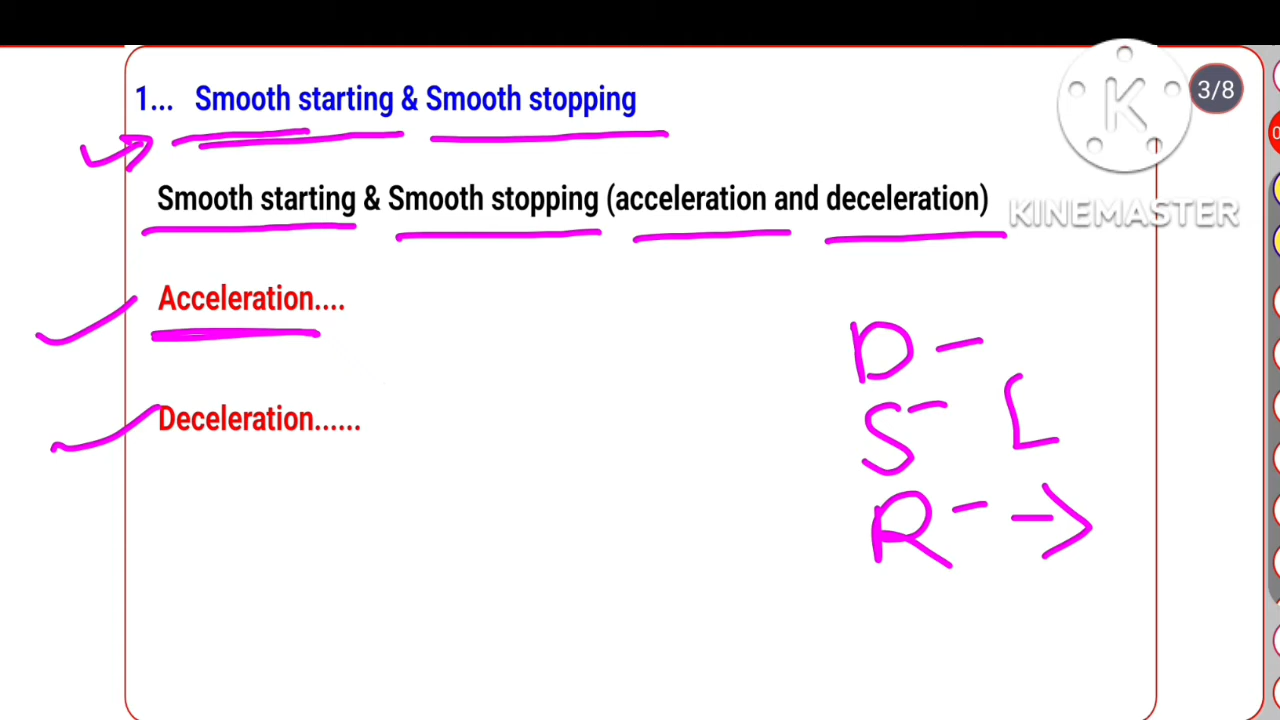 1... Smooth starting & Smooth stopping
3/8
K
KINEMASTER
Smooth starting & Smooth stopping (acceleration and deceleration)
Acceleration....
Deceleration......
D -
S - L
R - →